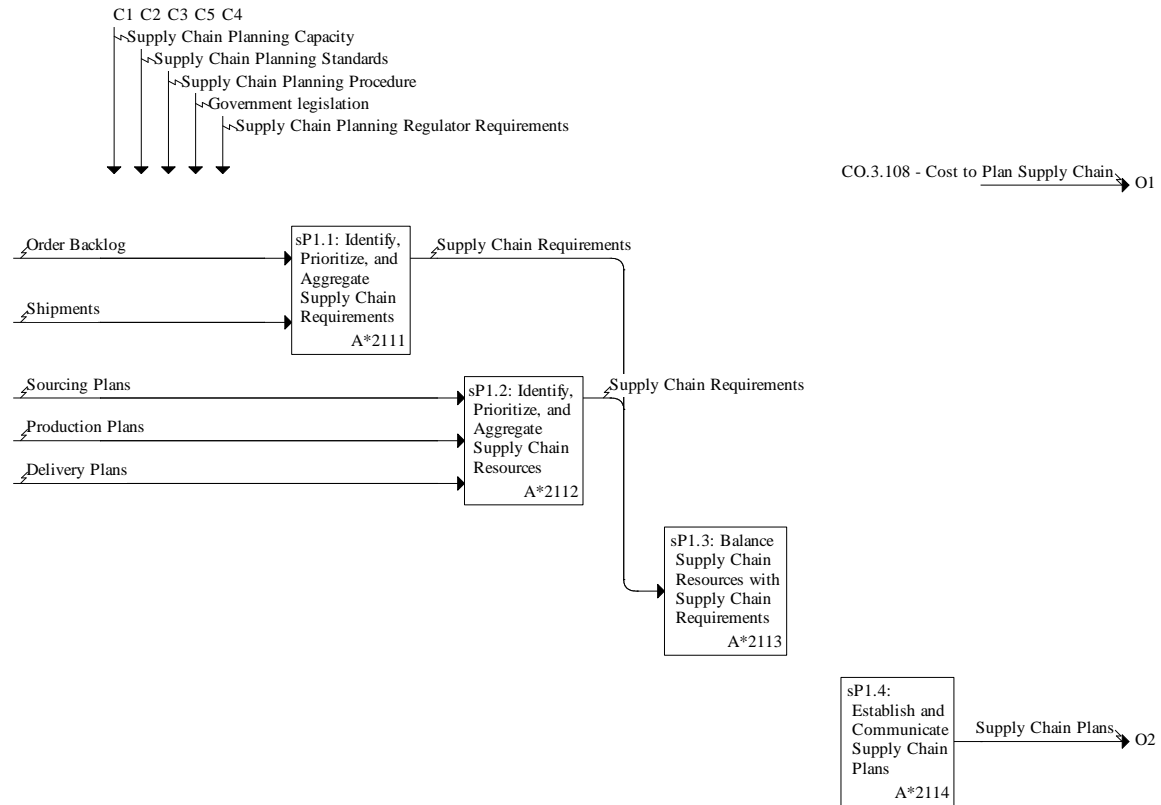 C1 C2 C3 C5 C4
Supply Chain Planning Capacity
Supply Chain Planning Standards
Supply Chain Planning Procedure
Government legislation
Supply Chain Planning Regulator Requirements
CO.3.108 - Cost to Plan Supply Chain
O1
Order Backlog
Shipments
sP1.1: Identify,
Prioritize, and
Aggregate
Supply Chain
Requirements
A*2111
Supply Chain Requirements
Sourcing Plans
Production Plans
Delivery Plans
sP1.2: Identify,
Prioritize, and
Aggregate
Supply Chain
Resources
A*2112
Supply Chain Requirements
sP1.3: Balance
Supply Chain
Resources with
Supply Chain
Requirements
A*2113
sP1.4:
Establish and
Communicate
Supply Chain
Plans
A*2114
Supply Chain Plans
O2